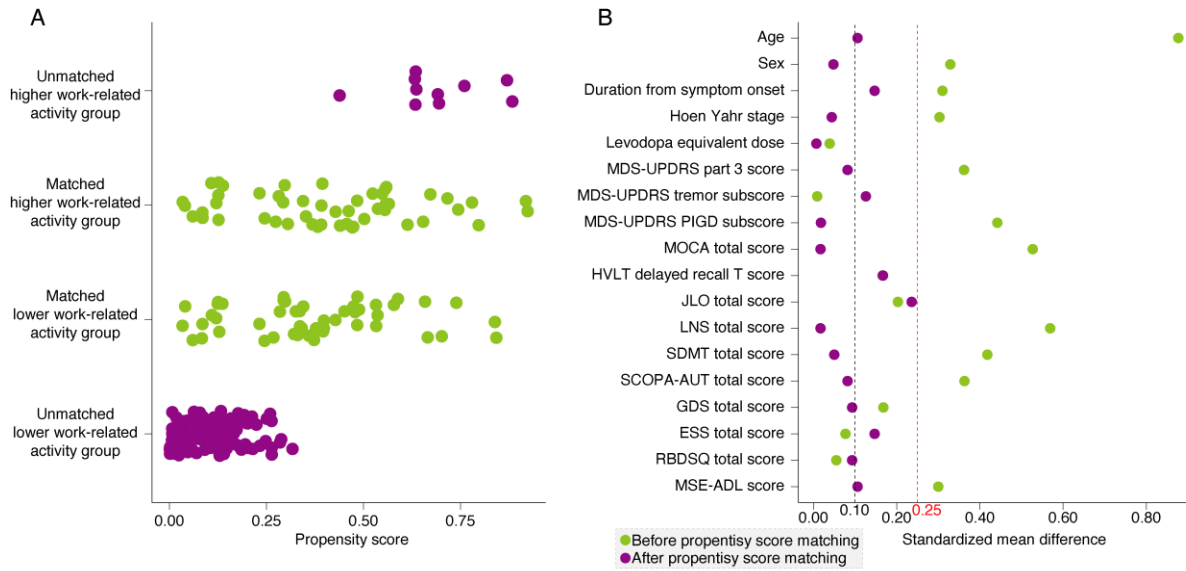 A
Unmatched
higher work-related
activity group
Matched
higher work-related
activity group
Matched
lower work-related
activity group
Unmatched
lower work-related
activity group
0.00 0.25 0.50 0.75
Propensity score
B
Age
Sex
Duration from symptom onset
Hoen Yahr stage
Levodopa equivalent dose
MDS-UPDRS part 3 score
MDS-UPDRS tremor subscore
MDS-UPDRS PIGD subscore
MOCA total score
HVLT delayed recall T score
JLO total score
LNS total score
SDMT total score
SCOPA-AUT total score
GDS total score
ESS total score
RBDSQ total score
MSE-ADL score
0.00 0.10 0.20 0.25 0.40 0.60 0.80
Standardized mean difference
Before propentisy score matching
After propentisy score matching